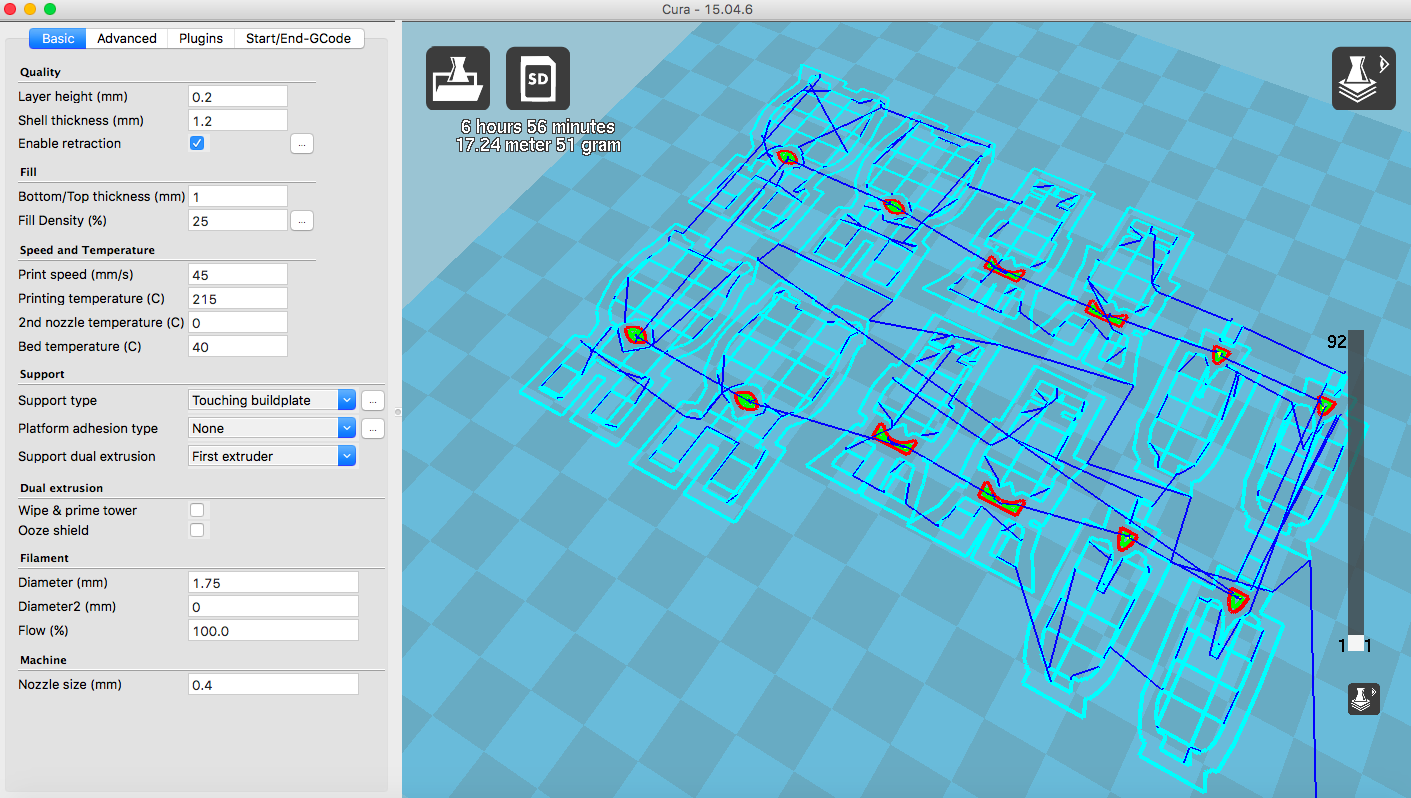 Cura - 15.04.6
Basic Advanced Plugins Start/End-GCode
Quality
Layer height (mm) 0.2
Shell thickness (mm) 1.2
Enable retraction ...
Fill
Bottom/Top thickness (mm) 1
Fill Density (%) 25 ...
Speed and Temperature
Print speed (mm/s) 45
Printing temperature (C) 215
2nd nozzle temperature (C) 0
Bed temperature (C) 40
Support
Support type Touching buildplate ...
Platform adhesion type None ...
Support dual extrusion First extruder
Dual extrusion
Wipe & prime tower
Ooze shield
Filament
Diameter (mm) 1.75
Diameter2 (mm) 0
Flow (%) 100.0
Machine
Nozzle size (mm) 0.4
SD
6 hours 56 minutes
17.24 meter 51 gram
92
1 1